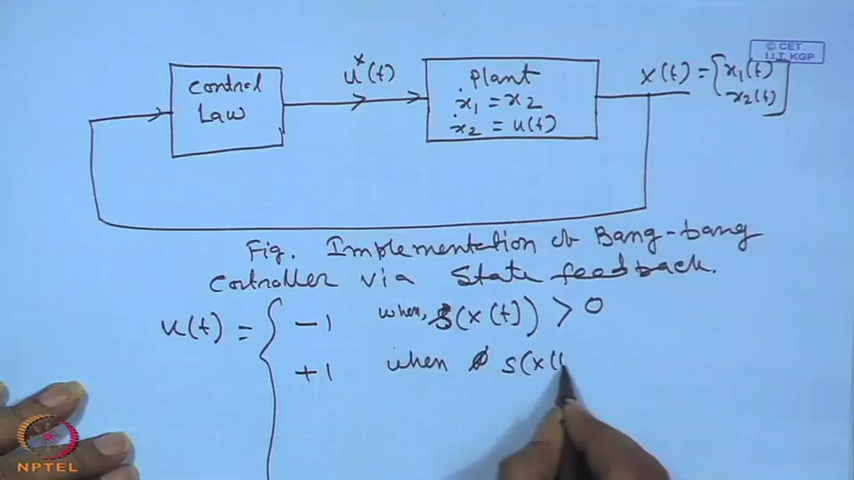 © CET
I.I.T. KGP
control
Law
u*(t)
plant
ẋ₁ = x₂
ẋ₂ = u(t)
x(t) = [x₁(t)
x₂(t)]
Fig. Implementation of Bang-bang
controller via State feedback.
u(t) = { -1 when, s(x(t)) > 0
+1 when s(x(
NPTEL